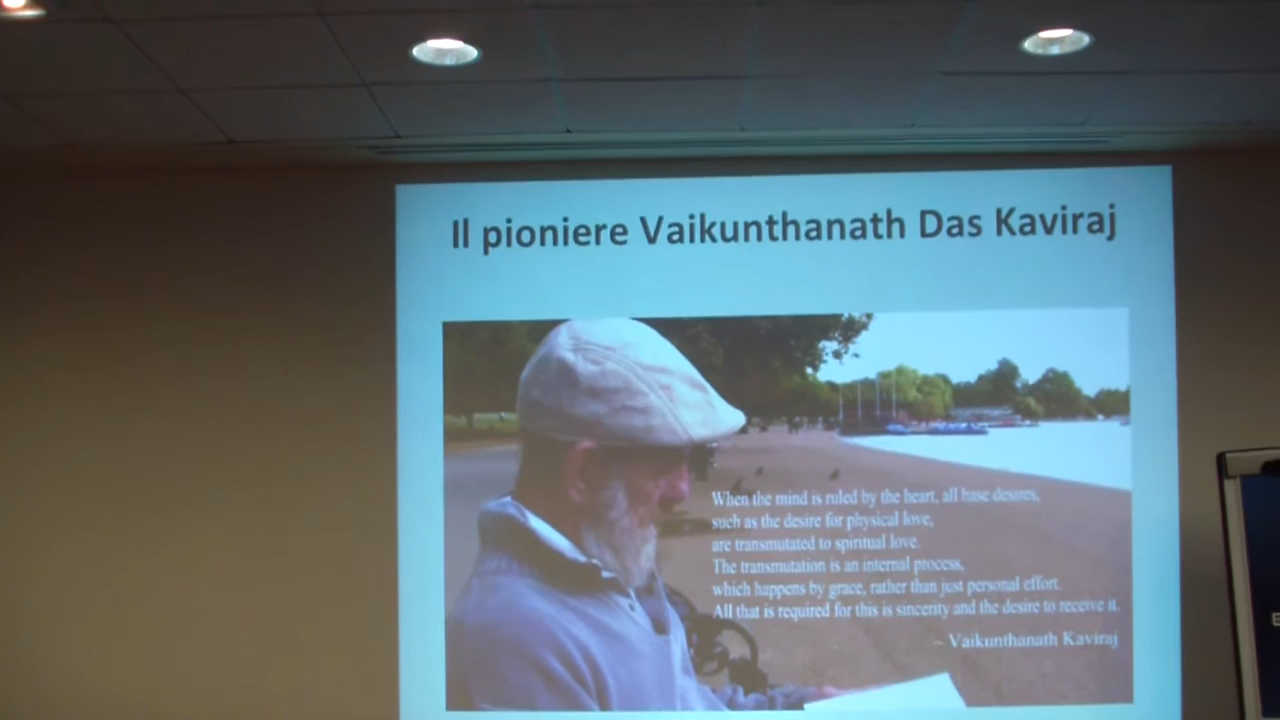 Il pioniere Vaikunthanath Das Kaviraj
When the mind is ruled by the heart, all base desires,
such as the desire for physical love,
are transmutated to spiritual love.
The transmutation is an internal process,
which happens by grace, rather than just personal effort.
All that is required for this is sincerity and the desire to receive it.
– Vaikunthanath Kaviraj
E